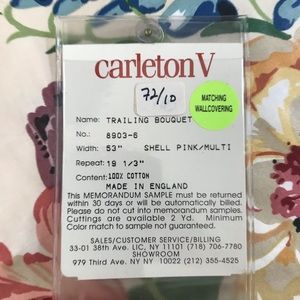 carleton V
72/10
MATCHING
WALLCOVERING
Name: TRAILING BOUQUET
No.: 8903-6
Width: 53" SHELL PINK/MULTI
Repeat: 19 1/3"
Content: 100% COTTON
MADE IN ENGLAND
This MEMORANDUM SAMPLE must be returned
within 30 days or will be automatically billed.
Please do not cut into memorandum samples.
Cuttings are available 2 Yd. Minimum
Color match to sample not guaranteed.
SALES/CUSTOMER SERVICE/BILLING
33-01 38th Ave. LIC, NY 11101 (718) 706-7780
SHOWROOM
979 Third Ave. NY NY 10022 (212) 355-4525